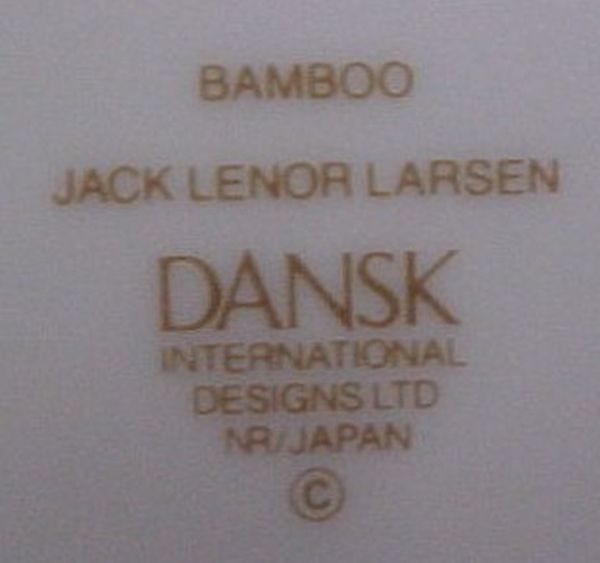 BAMBOO
JACK LENOR LARSEN
DANSK
INTERNATIONAL
DESIGNS LTD
NR/JAPAN
©